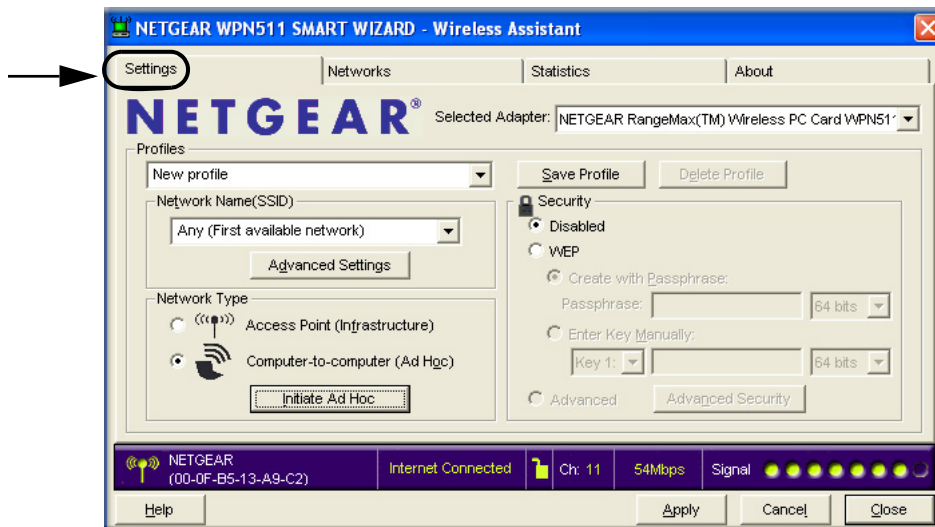 NETGEAR WPN511 SMART WIZARD - Wireless Assistant
Settings
Networks
Statistics
About
NETGEAR®
Selected Adapter:
NETGEAR RangeMax(TM) Wireless PC Card WPN51
Profiles
New profile
Save Profile
Delete Profile
Network Name(SSID)
Any (First available network)
Advanced Settings
Network Type
Access Point (Infrastructure)
Computer-to-computer (Ad Hoc)
Initiate Ad Hoc
Security
Disabled
WEP
Create with Passphrase:
Passphrase:
64 bits
Enter Key Manually:
Key 1:
64 bits
Advanced
Advanced Security
NETGEAR
(00-0F-B5-13-A9-C2)
Internet Connected
Ch: 11
54Mbps
Signal
Help
Apply
Cancel
Close